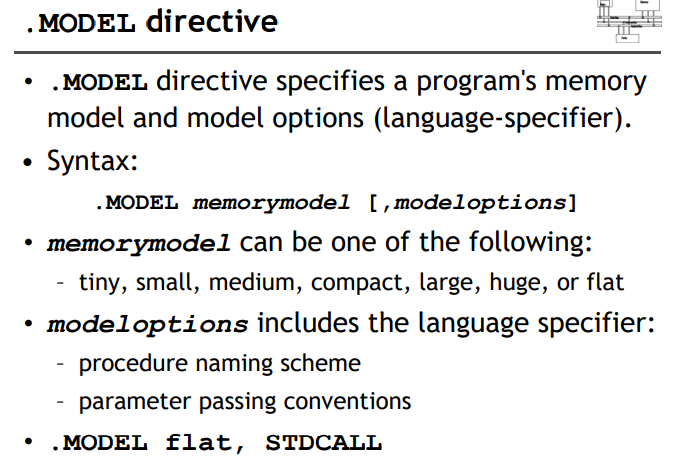 .MODEL directive
• .MODEL directive specifies a program's memory
model and model options (language-specifier).
• Syntax:
.MODEL memorymodel [,modeloptions]
• memorymodel can be one of the following:
– tiny, small, medium, compact, large, huge, or flat
• modeloptions includes the language specifier:
– procedure naming scheme
– parameter passing conventions
• .MODEL flat, STDCALL